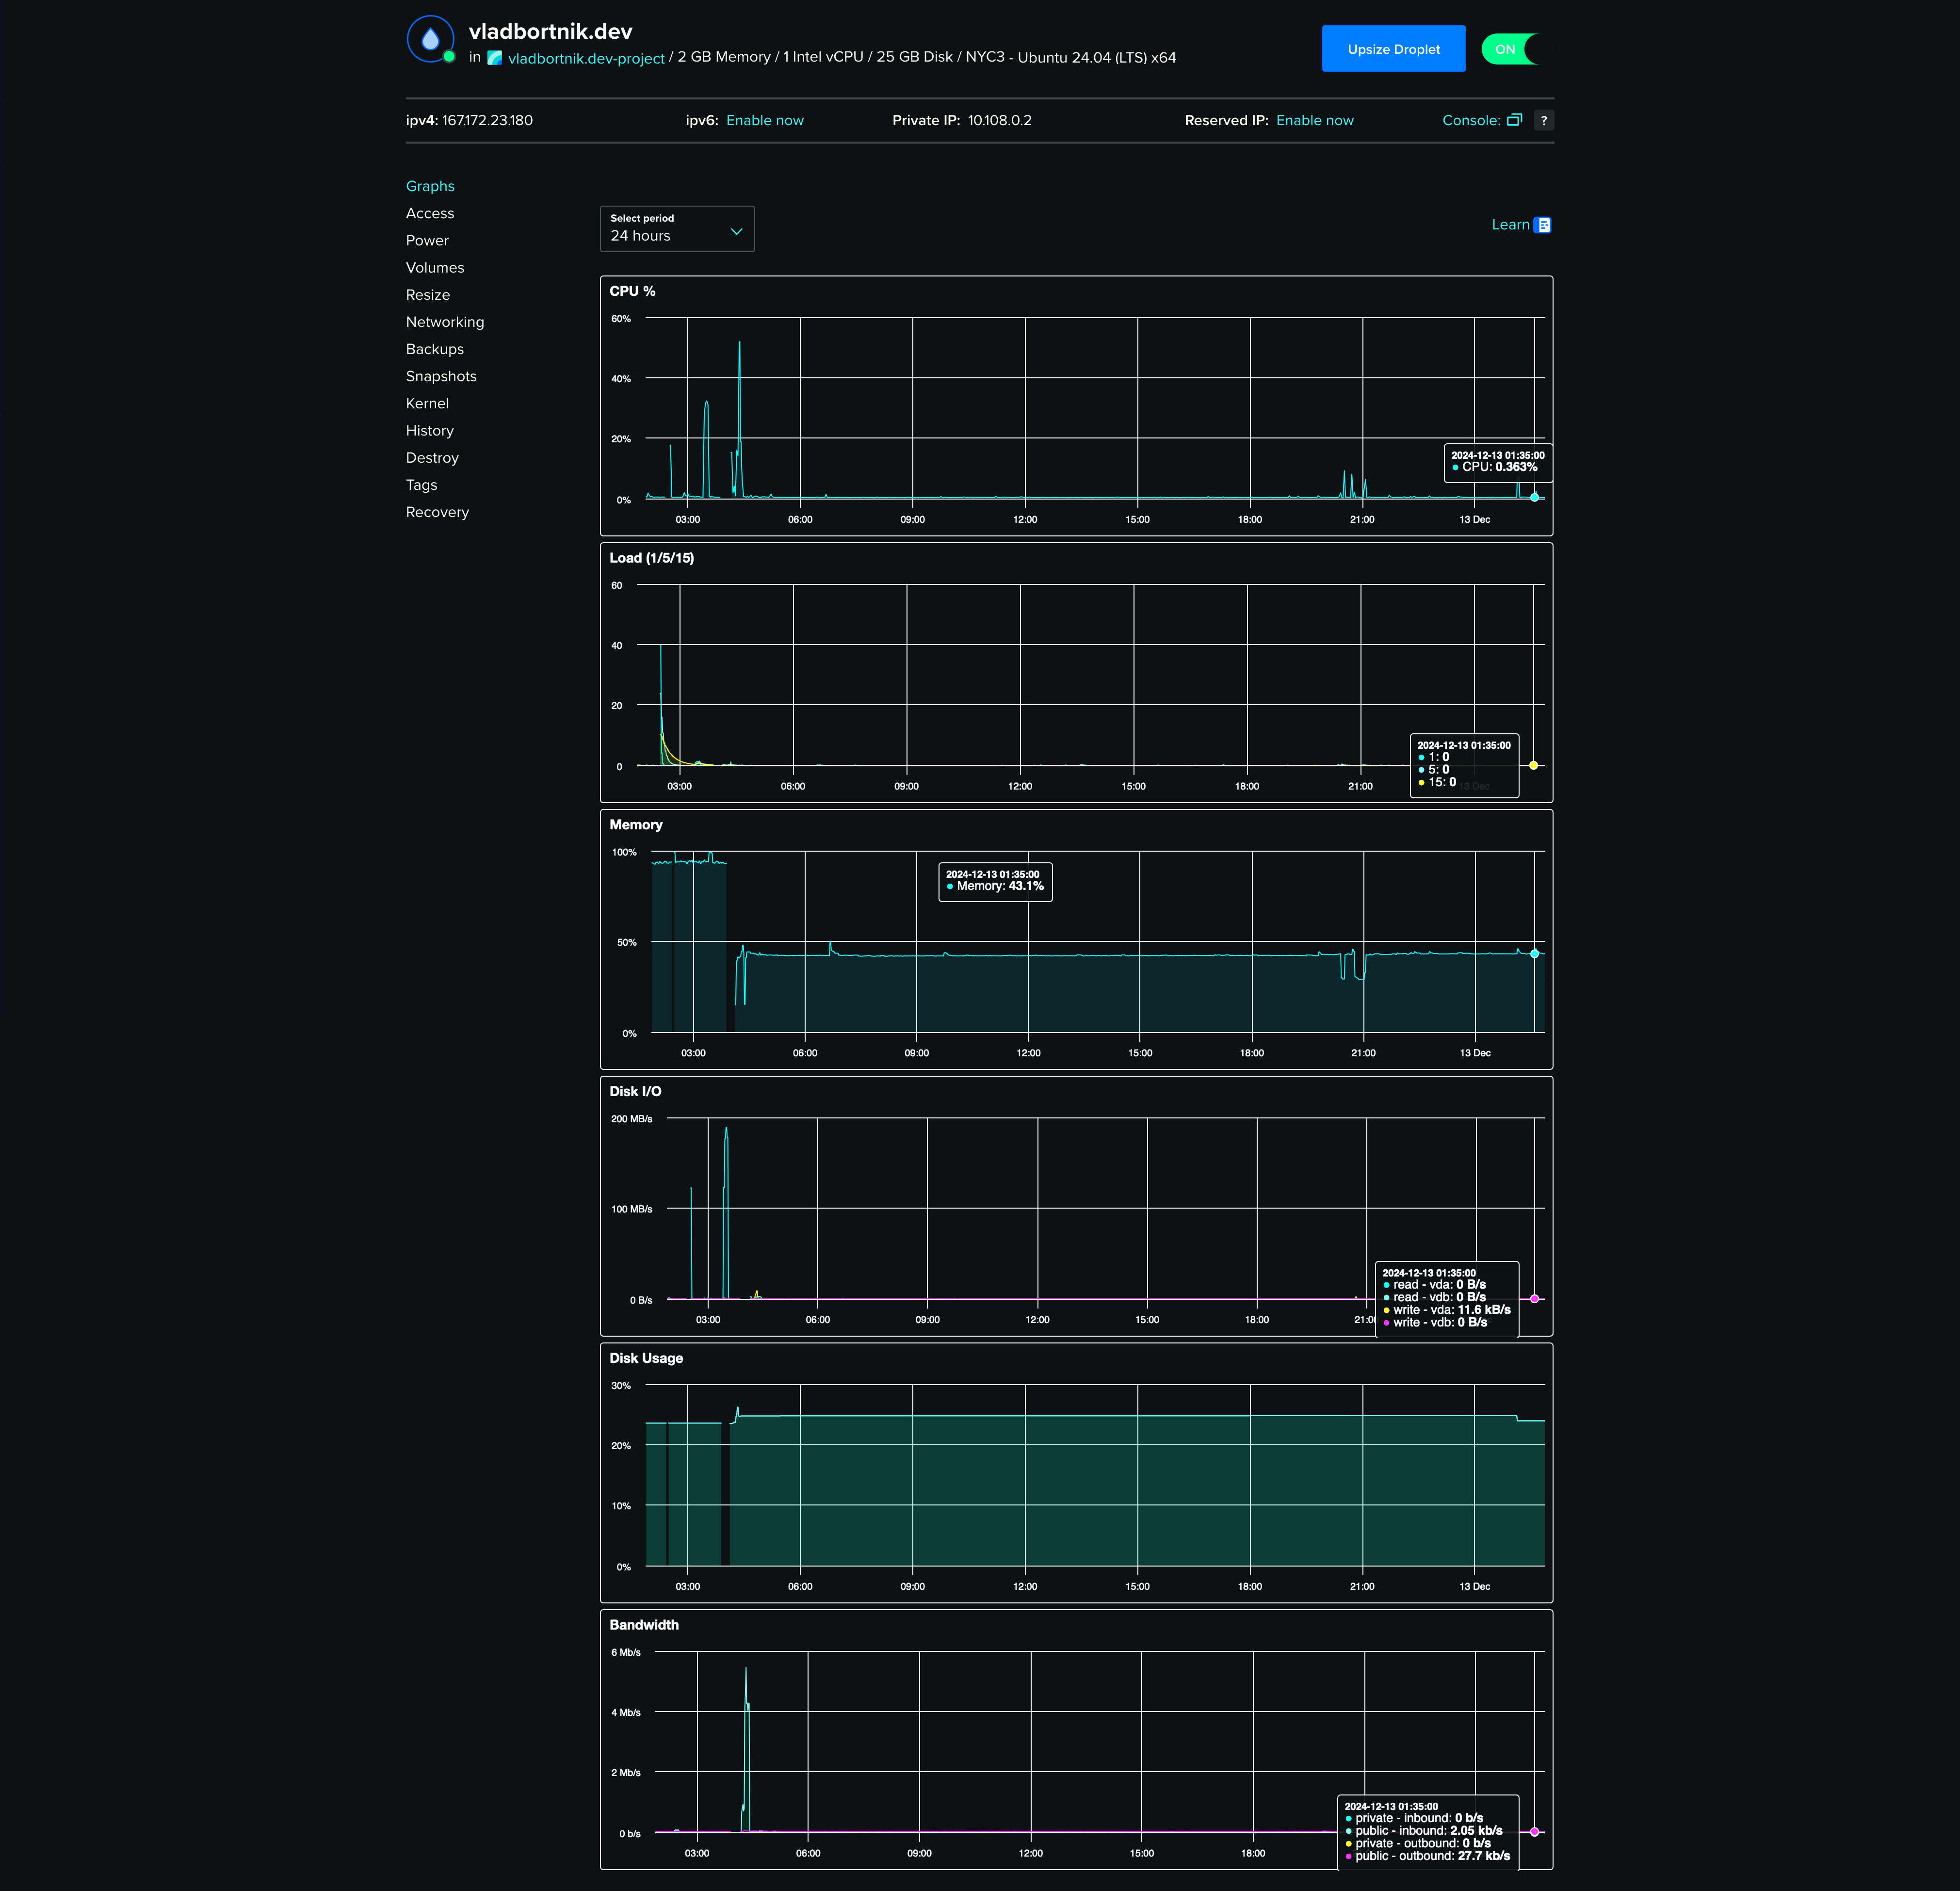 vladbortnik.dev
in vladbortnik.dev-project / 2 GB Memory / 1 Intel vCPU / 25 GB Disk / NYC3 - Ubuntu 24.04 (LTS) x64
Upsize Droplet
ON
ipv4: 167.172.23.180
ipv6: Enable now
Private IP: 10.108.0.2
Reserved IP: Enable now
Console:
?
Graphs
Access
Power
Volumes
Resize
Networking
Backups
Snapshots
Kernel
History
Destroy
Tags
Recovery
Select period
24 hours
Learn
CPU %
60%
40%
20%
0%
2024-12-13 01:35:00
CPU: 0.363%
03:00 06:00 09:00 12:00 15:00 18:00 21:00 13 Dec
Load (1/5/15)
60
40
20
0
2024-12-13 01:35:00
1: 0
5: 0
15: 0
03:00 06:00 09:00 12:00 15:00 18:00 21:00 13 Dec
Memory
100%
50%
0%
2024-12-13 01:35:00
Memory: 43.1%
03:00 06:00 09:00 12:00 15:00 18:00 21:00 13 Dec
Disk I/O
200 MB/s
100 MB/s
0 B/s
2024-12-13 01:35:00
read - vda: 0 B/s
read - vdb: 0 B/s
write - vda: 11.6 kB/s
write - vdb: 0 B/s
03:00 06:00 09:00 12:00 15:00 18:00 21:00
Disk Usage
30%
20%
10%
0%
03:00 06:00 09:00 12:00 15:00 18:00 21:00 13 Dec
Bandwidth
6 Mb/s
4 Mb/s
2 Mb/s
0 b/s
2024-12-13 01:35:00
private - inbound: 0 b/s
public - inbound: 2.05 kb/s
private - outbound: 0 b/s
public - outbound: 27.7 kb/s
03:00 06:00 09:00 12:00 15:00 18:00